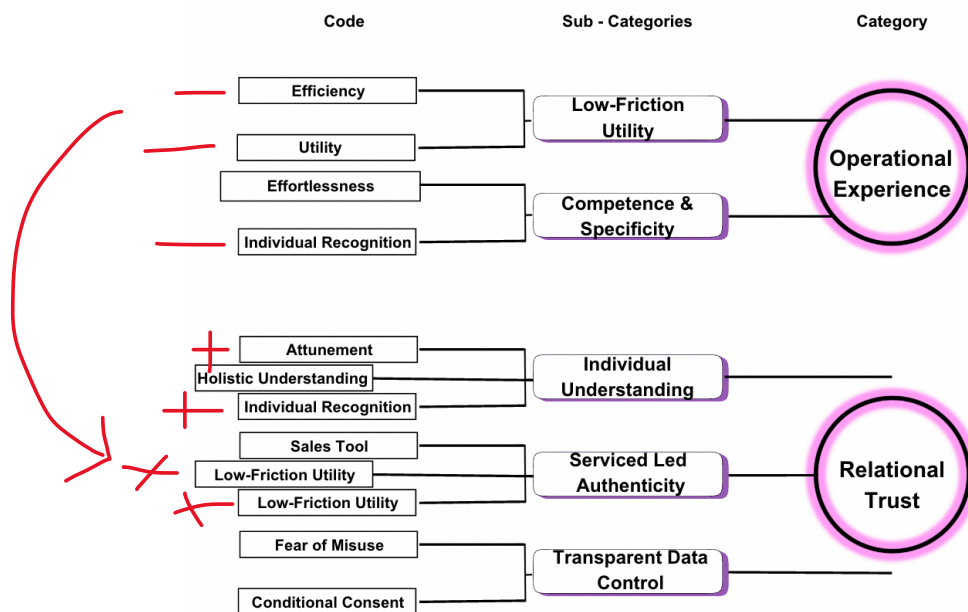 Code
Sub - Categories
Category
Efficiency
Low-Friction
Utility
Utility
Operational
Experience
Effortlessness
Competence &
Specificity
Individual Recognition
Attunement
Individual
Understanding
Holistic Understanding
Individual Recognition
Sales Tool
Serviced Led
Authenticity
Low-Friction Utility
Low-Friction Utility
Relational
Trust
Fear of Misuse
Transparent Data
Control
Conditional Consent